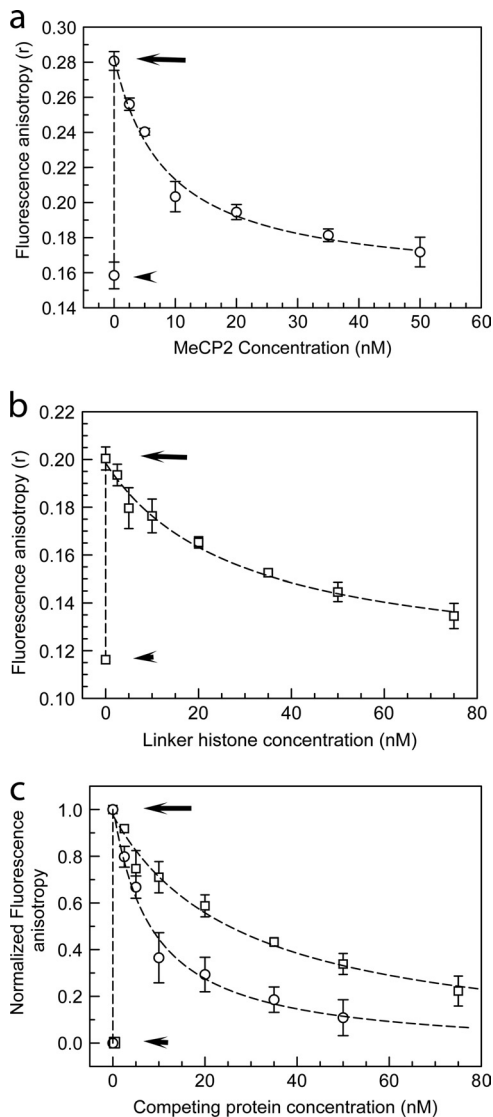 a
0.28
0.26
0.24
0.22
0.20
0.18
0.16
0.14
Fluorescence anisotropy (r)
0 10 20 30 40 50 60
MeCP2 Concentration (nM)
b
0.22
0.20
0.18
0.16
0.14
0.12
0.10
Fluorescence anisotropy (r)
0 20 40 60 80
Linker histone concentration (nM)
c
1.0
0.8
0.6
0.4
0.2
0.0
Normalized Fluorescence
anisotropy
0 20 40 60 80
Competing protein concentration (nM)